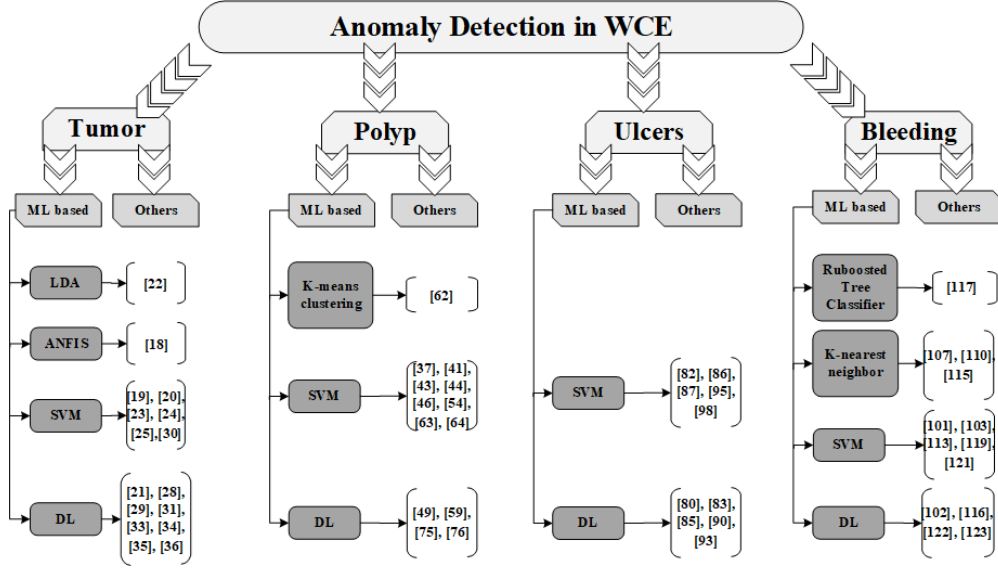 Anomaly Detection in WCE
Tumor
ML based
Others
LDA
[22]
ANFIS
[18]
SVM
[19], [20],
[23], [24],
[25],[30]
DL
[21], [28],
[29], [31],
[33], [34],
[35], [36]
Polyp
ML based
Others
K-means
clustering
[62]
SVM
[37], [41],
[43], [44],
[46], [54],
[63], [64]
DL
[49], [59],
[75], [76]
Ulcers
ML based
Others
SVM
[82], [86],
[87], [95],
[98]
DL
[80], [83],
[85], [90],
[93]
Bleeding
ML based
Others
Ruboosted
Tree
Classifier
[117]
K-nearest
neighbor
[107], [110],
[115]
SVM
[101], [103],
[113], [119],
[121]
DL
[102], [116],
[122], [123]